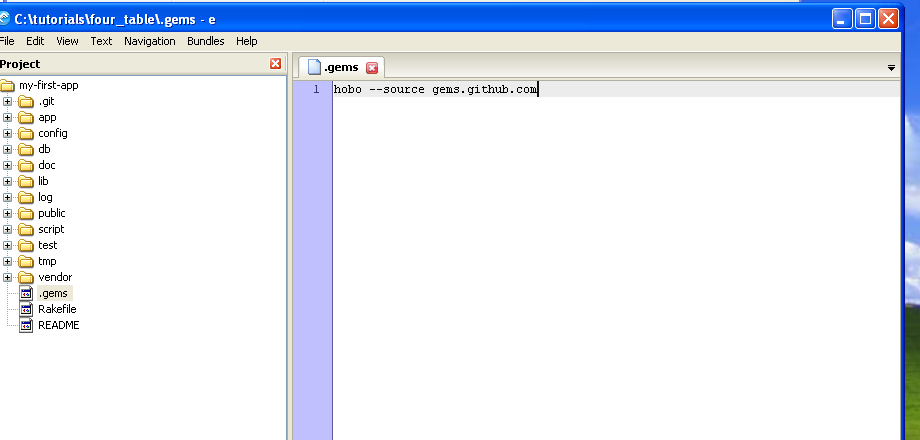 C:\tutorials\four_table\.gems - e
File Edit View Text Navigation Bundles Help
Project
.gems
my-first-app
.git
app
config
db
doc
lib
log
public
script
test
tmp
vendor
.gems
Rakefile
README
1 hobo --source gems.github.com